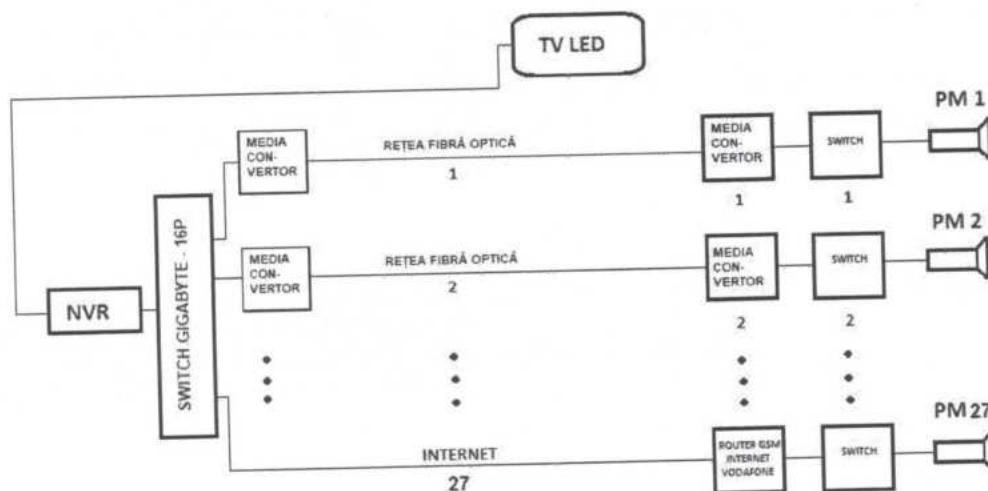 TV LED
PM 1
MEDIA
CON-
VERTOR
REȚEA FIBRĂ OPTICĂ
1
MEDIA
CON-
VERTOR
1
SWITCH
1
PM 2
MEDIA
CON-
VERTOR
REȚEA FIBRĂ OPTICĂ
2
MEDIA
CON-
VERTOR
2
SWITCH
2
NVR
SWITCH GIGABYTE - 16P
PM 27
INTERNET
27
ROUTER GSM
INTERNET
VODAFONE
SWITCH